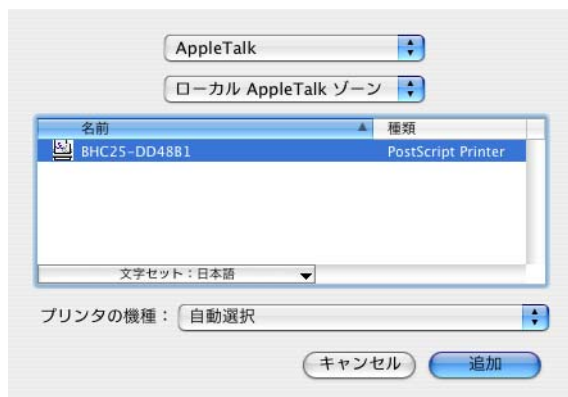 AppleTalk
ローカル AppleTalk ゾーン
名前 種類
BHC25-DD48B1 PostScript Printer
文字セット：日本語
プリンタの機種： 自動選択
キャンセル 追加